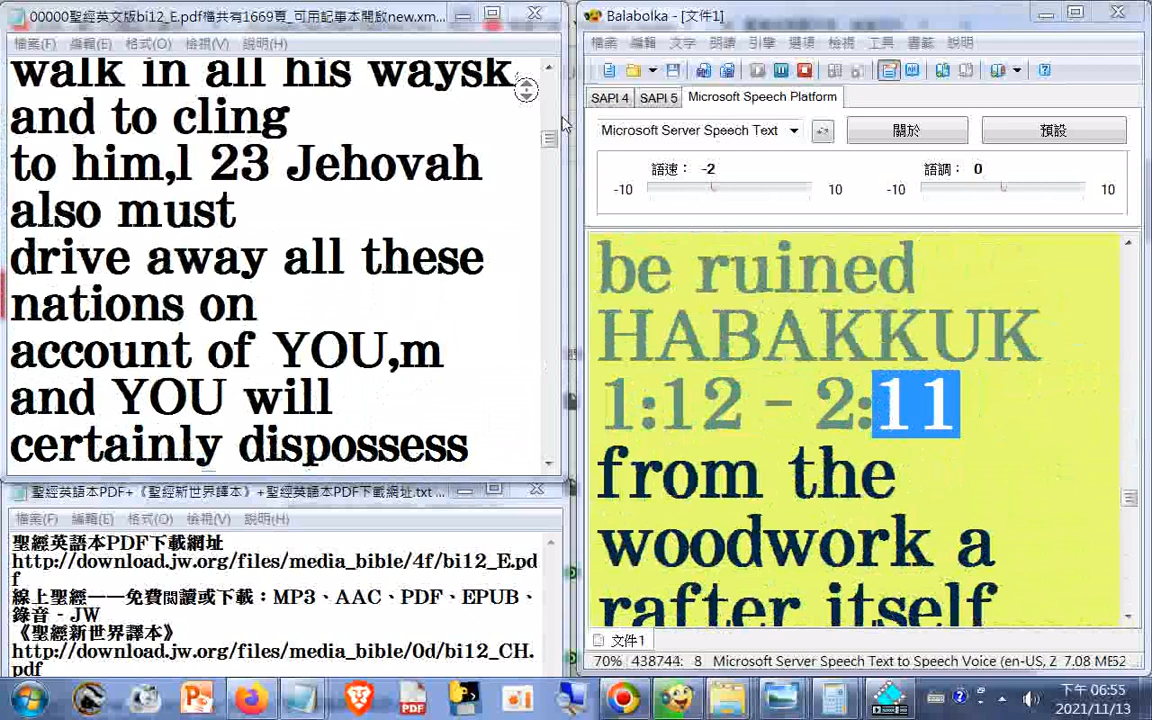 00000聖經英文版bi12_E.pdf檔共有1669頁_可用記事本開啟new.xm...
檔案(F) 編輯(E) 格式(O) 檢視(V) 說明(H)
walk in all his waysk
and to cling
to him,l 23 Jehovah
also must
drive away all these
nations on
account of YOU,m
and YOU will
certainly dispossess
聖經英語本PDF+《聖經新世界譯本》+聖經英語本PDF下載網址.txt ...
檔案(F) 編輯(E) 格式(O) 檢視(V) 說明(H)
聖經英語本PDF下載網址
http://download.jw.org/files/media_bible/4f/bi12_E.pd
f
線上聖經——免費閱讀或下載：MP3、AAC、PDF、EPUB、
錄音 - JW
《聖經新世界譯本》
http://download.jw.org/files/media_bible/0d/bi12_CH.
pdf
Balabolka - [文件1]
檔案 編輯 文字 朗讀 引擎 選項 檢視 工具 書籤 說明
SAPI 4 SAPI 5 Microsoft Speech Platform
Microsoft Server Speech Text 關於 預設
語速： -2 語調： 0
-10 10 -10 10
be ruined
HABAKKUK
1:12 - 2:11
from the
woodwork a
rafter itself
文件1
70% 438744: 8 Microsoft Server Speech Text to Speech Voice (en-US, Z 7.08 ME52
PDF
下午 06:55
2021/11/13